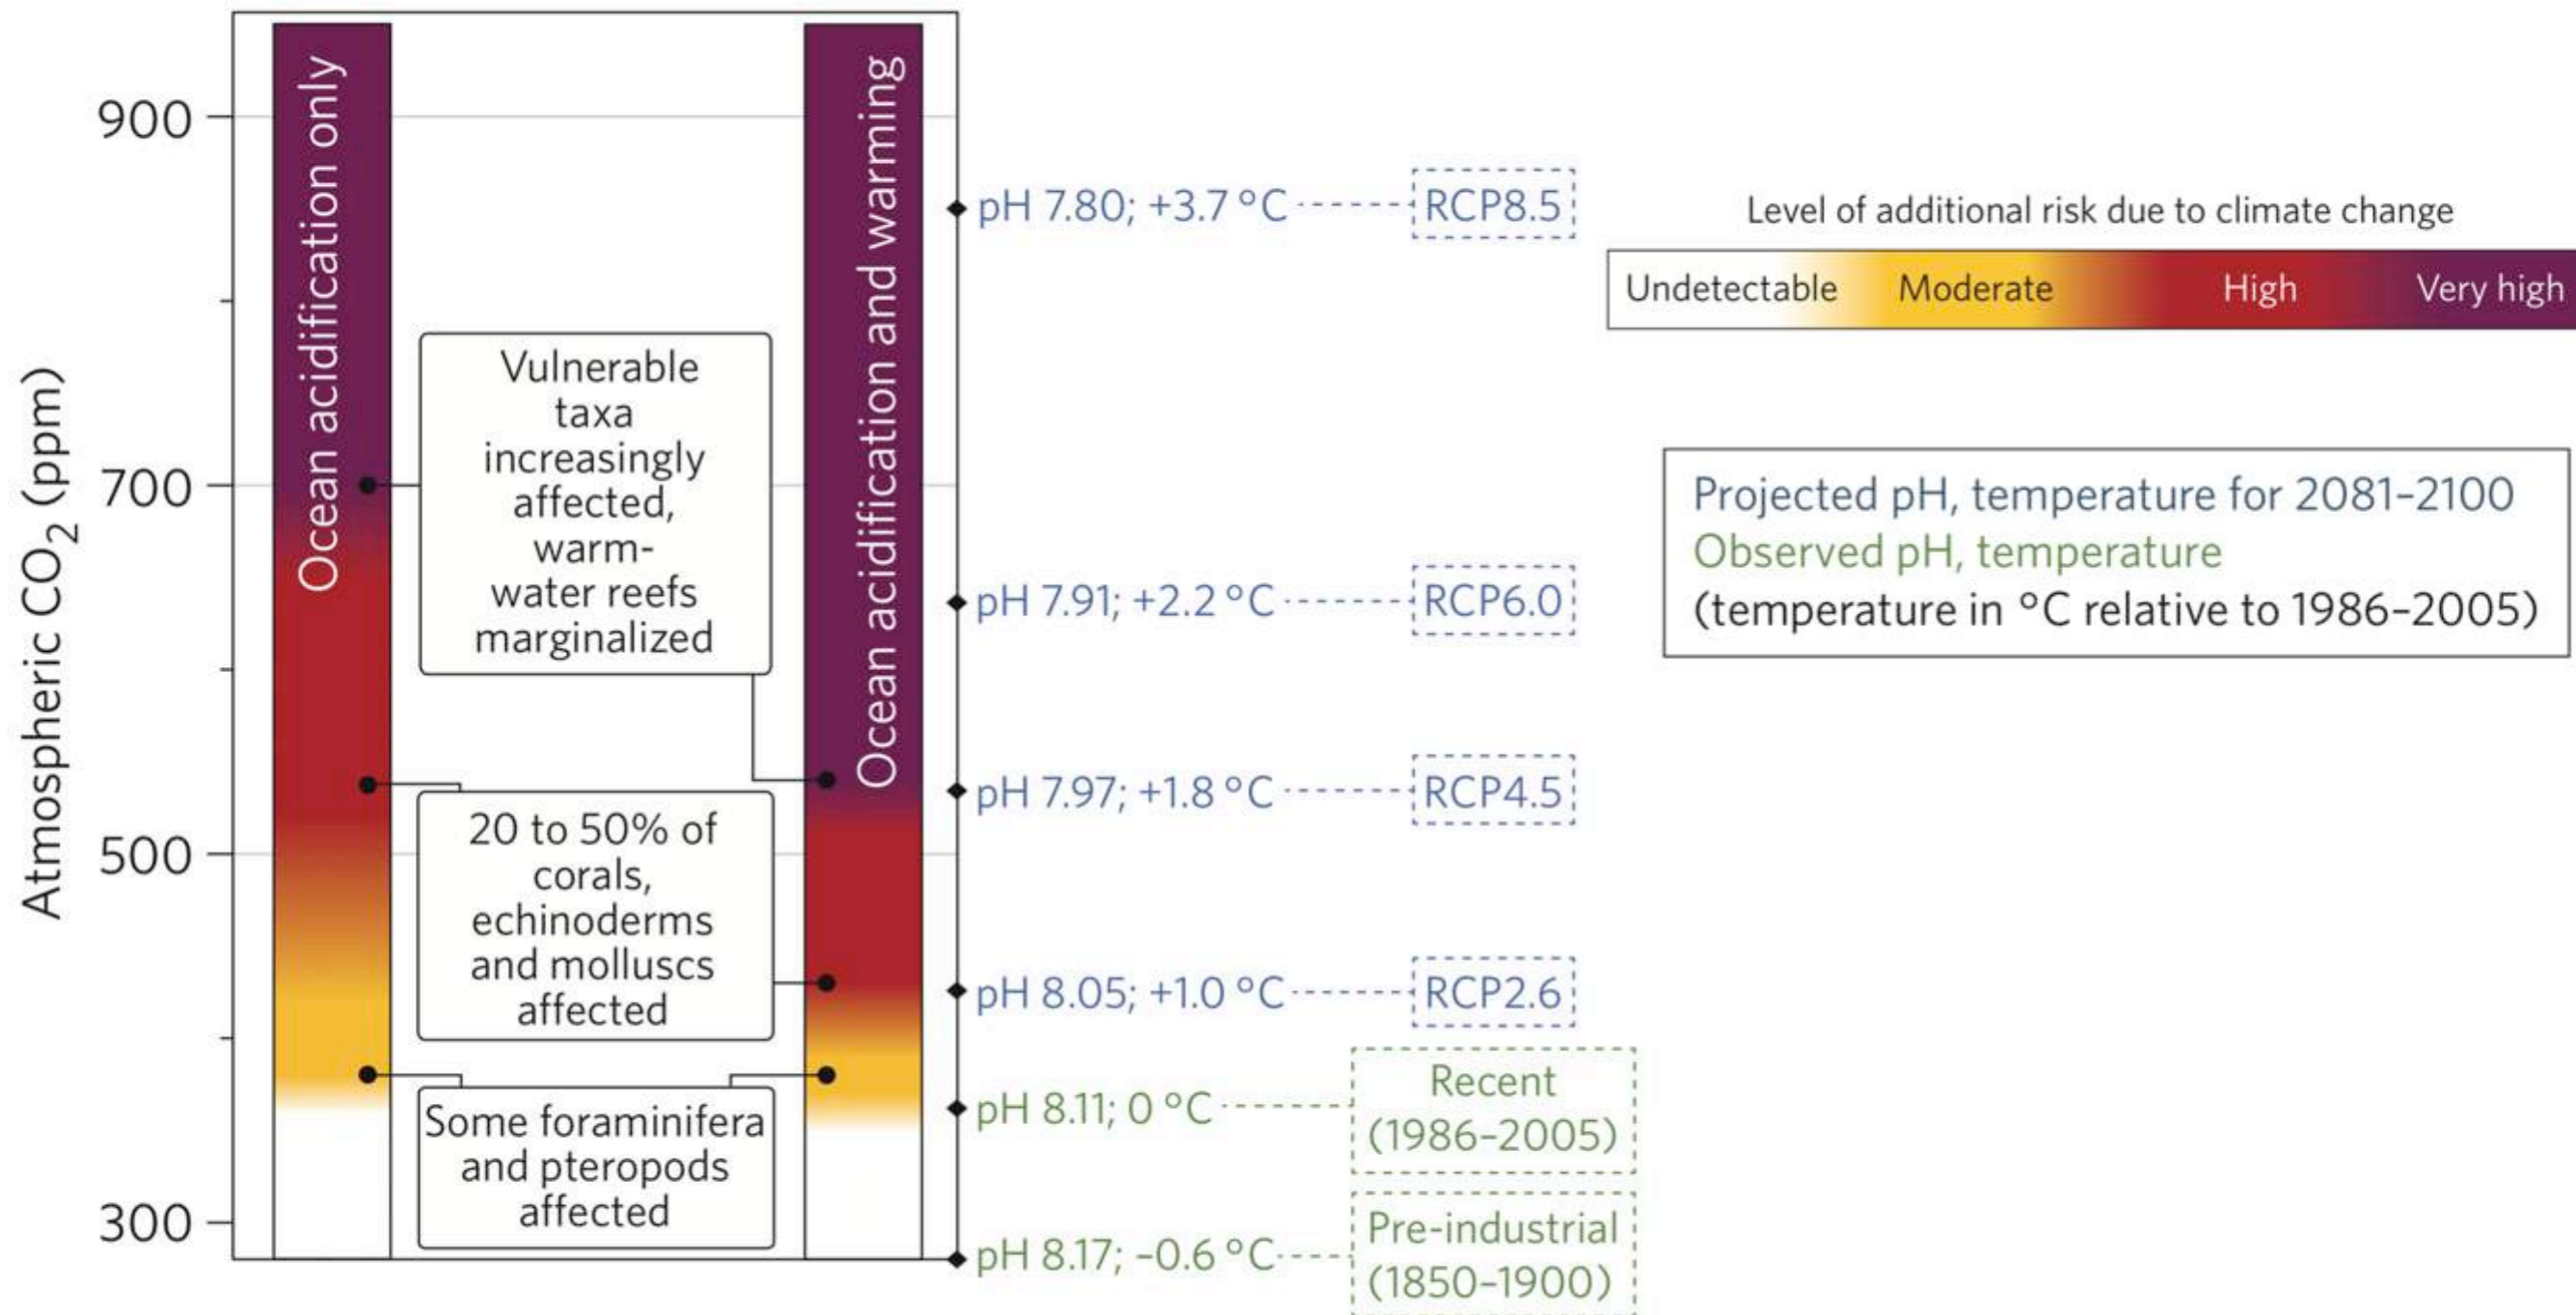 Atmospheric CO₂ (ppm)
900
700
500
300
Ocean acidification only
Vulnerable
taxa
increasingly
affected,
warm-
water reefs
marginalized
20 to 50% of
corals,
echinoderms
and molluscs
affected
Some foraminifera
and pteropods
affected
Ocean acidification and warming
pH 7.80; +3.7 °C RCP8.5
pH 7.91; +2.2 °C RCP6.0
pH 7.97; +1.8 °C RCP4.5
pH 8.05; +1.0 °C RCP2.6
pH 8.11; 0 °C
Recent
(1986–2005)
pH 8.17; –0.6 °C
Pre-industrial
(1850–1900)
Level of additional risk due to climate change
Undetectable Moderate High Very high
Projected pH, temperature for 2081–2100
Observed pH, temperature
(temperature in °C relative to 1986–2005)